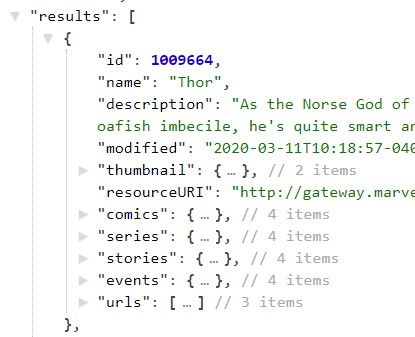 "results": [
{
"id": 1009664,
"name": "Thor",
"description": "As the Norse God of
oafish imbecile, he's quite smart an
"modified": "2020-03-11T10:18:57-040
"thumbnail": { … }, // 2 items
"resourceURI": "http://gateway.marve
"comics": { … }, // 4 items
"series": { … }, // 4 items
"stories": { … }, // 4 items
"events": { … }, // 4 items
"urls": [ … ] // 3 items
},